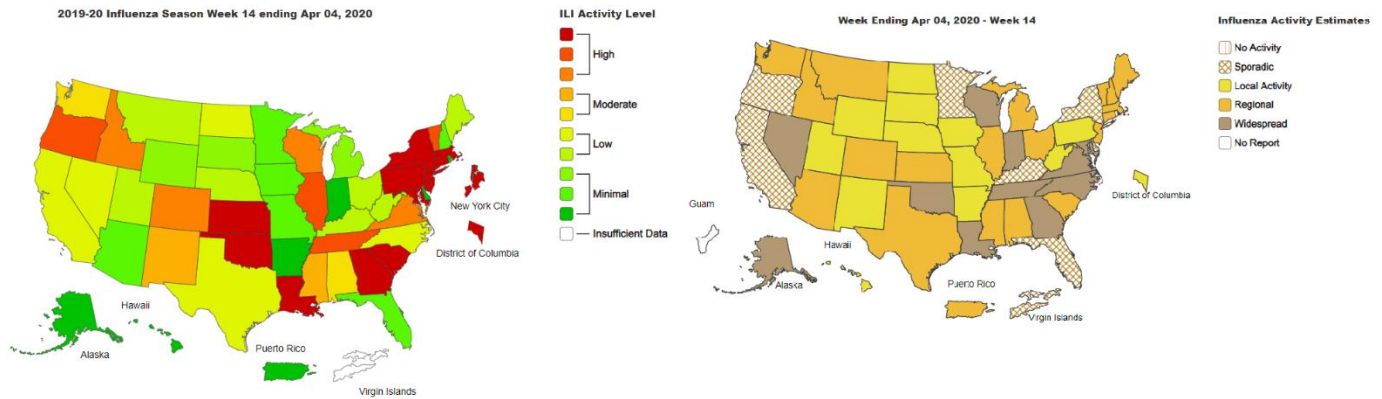 2019-20 Influenza Season Week 14 ending Apr 04, 2020
ILI Activity Level
High
Moderate
Low
Minimal
Insufficient Data
New York City
District of Columbia
Hawaii
Alaska
Puerto Rico
Virgin Islands
Week Ending Apr 04, 2020 - Week 14
Influenza Activity Estimates
No Activity
Sporadic
Local Activity
Regional
Widespread
No Report
District of Columbia
Guam
Hawaii
Alaska
Puerto Rico
Virgin Islands